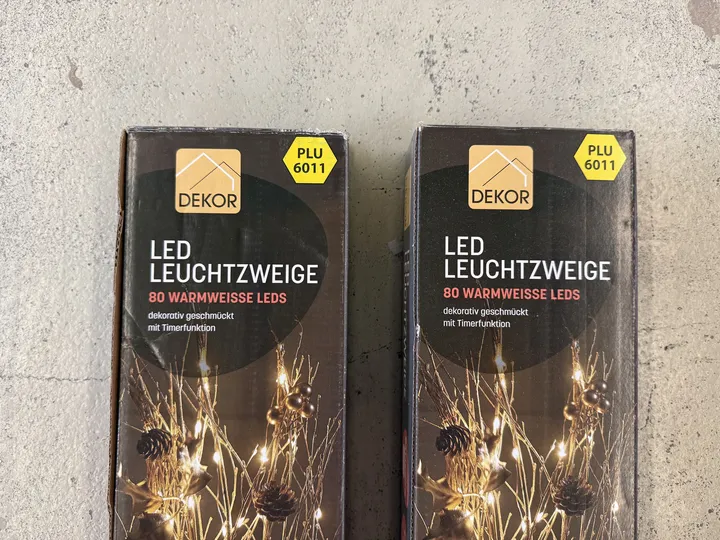 PLU
6011
DEKOR
LED
LEUCHTZWEIGE
80 WARMWEISSE LEDS
dekorativ geschmückt
mit Timerfunktion
PLU
6011
DEKOR
LED
LEUCHTZWEIGE
80 WARMWEISSE LEDS
dekorativ geschmückt
mit Timerfunktion